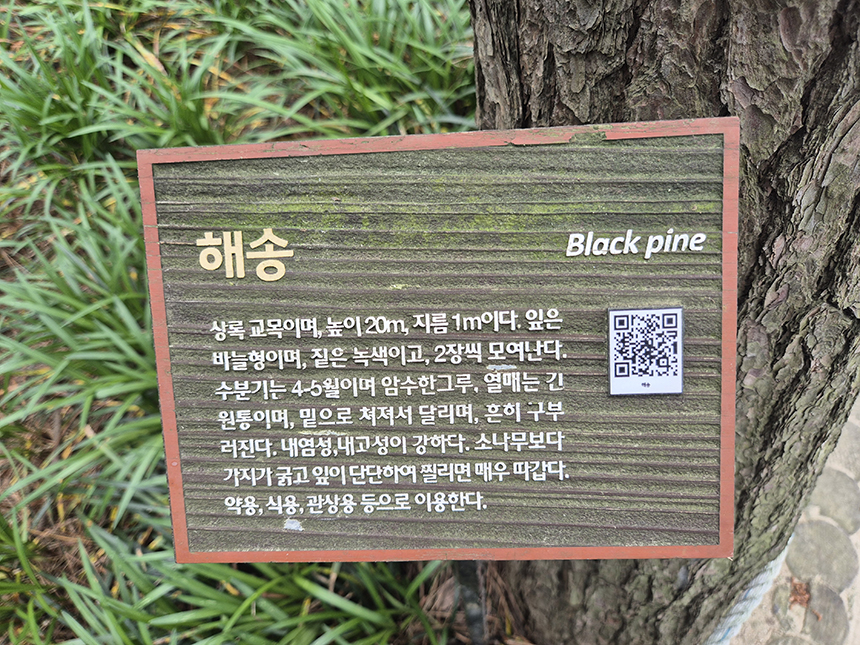 해송
Black pine
상록 교목이며, 높이 20m, 지름 1m이다. 잎은
바늘형이며, 짙은 녹색이고, 2장씩 모여난다.
수분기는 4-5월이며 암수한그루, 열매는 긴
원통이며, 밑으로 쳐져서 달리며, 흔히 구부
러진다. 내염성,내고성이 강하다. 소나무보다
가지가 굵고 잎이 단단하여 찔리면 매우 따갑다.
약용, 식용, 관상용 등으로 이용한다.
해송